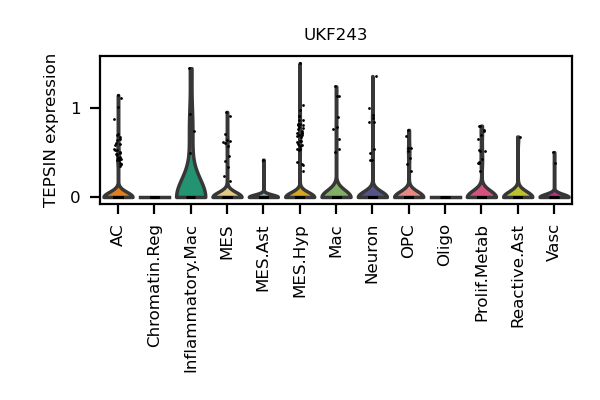 UKF243
TEPSIN expression
1
0
AC
Chromatin.Reg
Inflammatory.Mac
MES
MES.Ast
MES.Hyp
Mac
Neuron
OPC
Oligo
Prolif.Metab
Reactive.Ast
Vasc